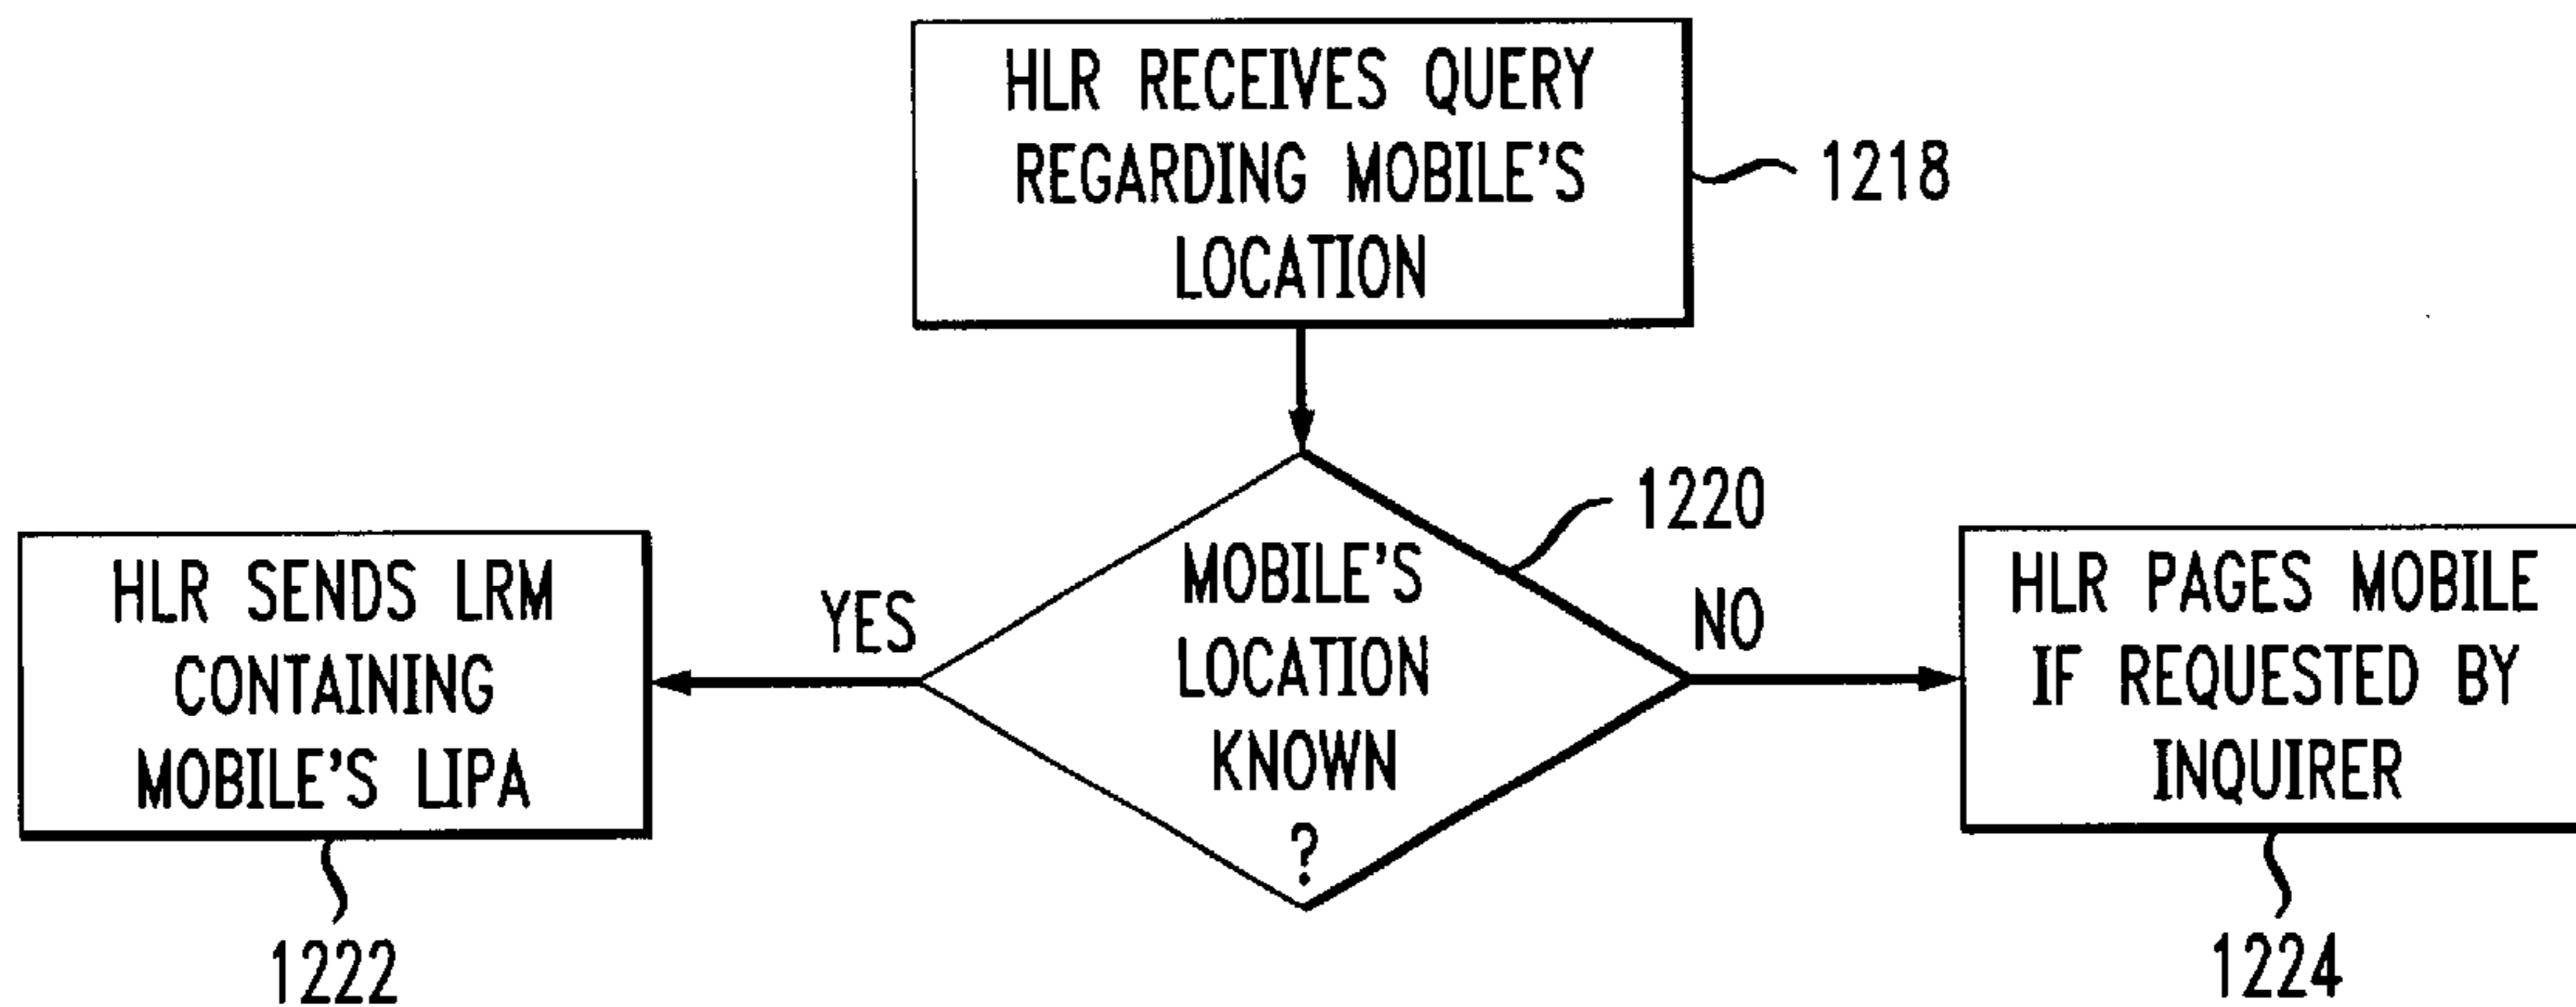 HLR RECEIVES QUERY
REGARDING MOBILE'S
LOCATION
1218
MOBILE'S
LOCATION
KNOWN
?
1220
YES
NO
HLR SENDS LRM
CONTAINING
MOBILE'S LIPA
1222
HLR PAGES MOBILE
IF REQUESTED BY
INQUIRER
1224